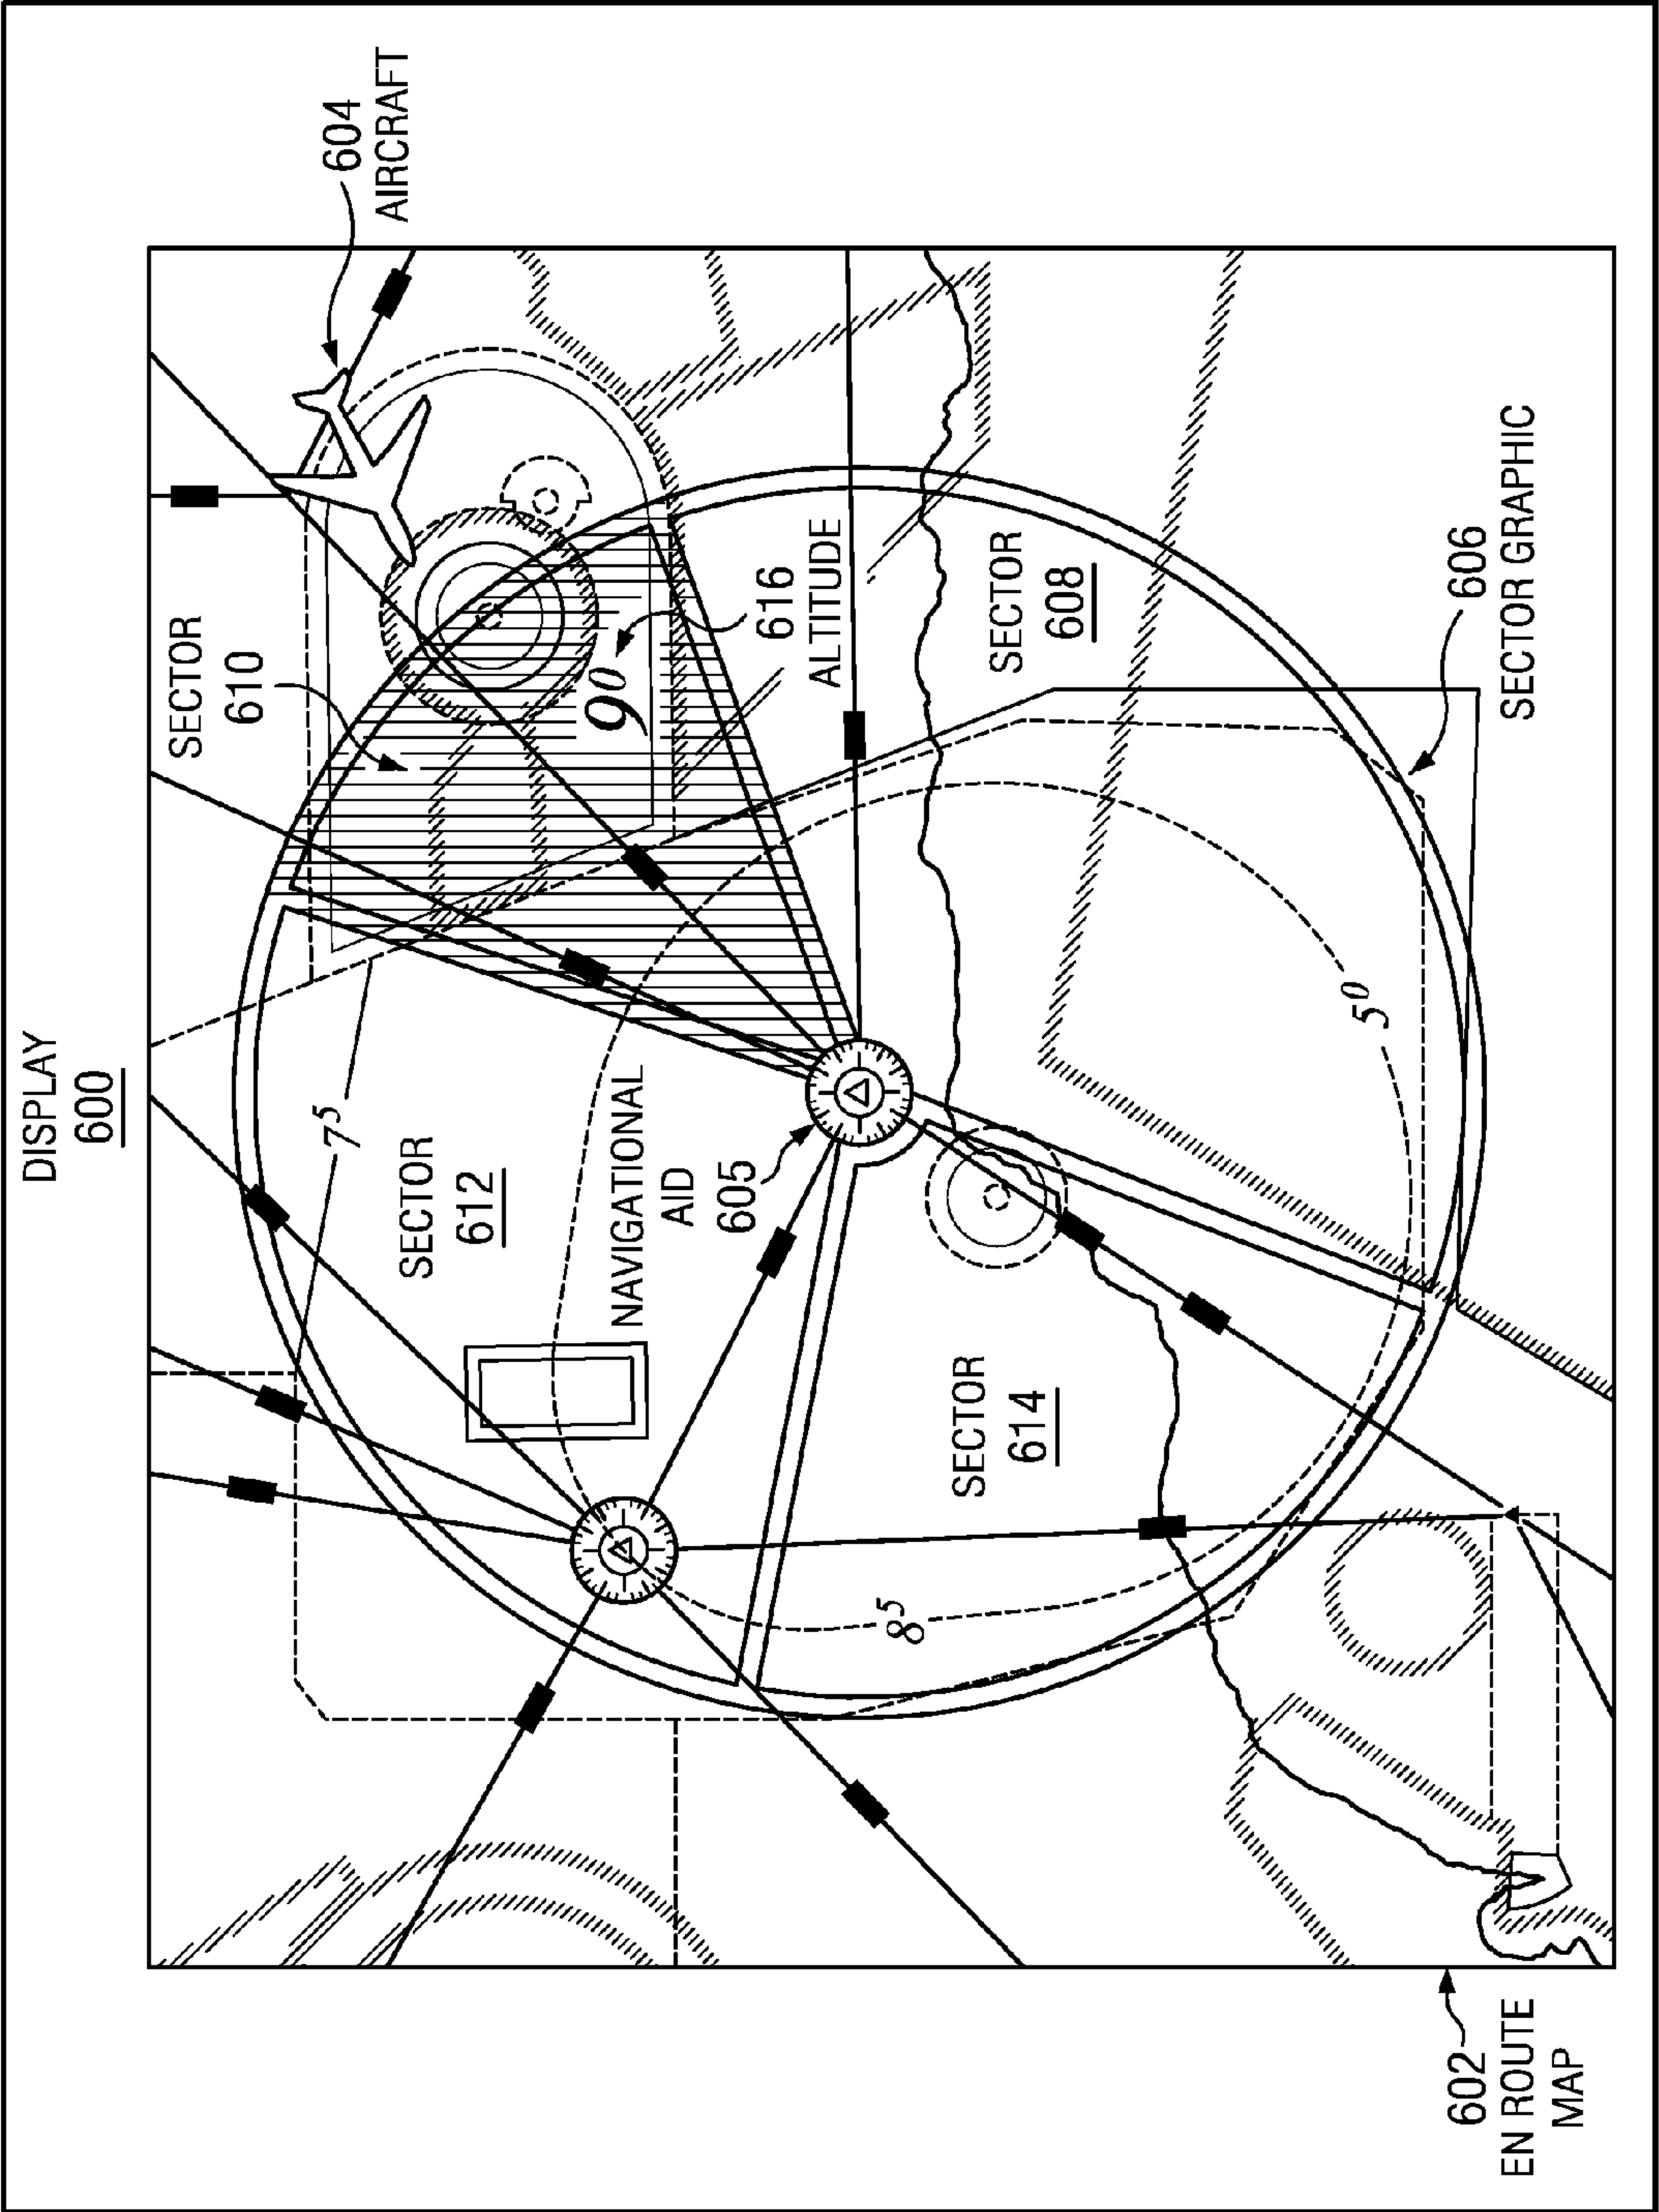 DISPLAY
600
604
AIRCRAFT
SECTOR
610
9⁰
616
ALTITUDE
SECTOR
608
606
SECTOR GRAPHIC
7⁵
SECTOR
612
NAVIGATIONAL
AID
605
5⁰
SECTOR
614
8⁵
602
EN ROUTE
MAP